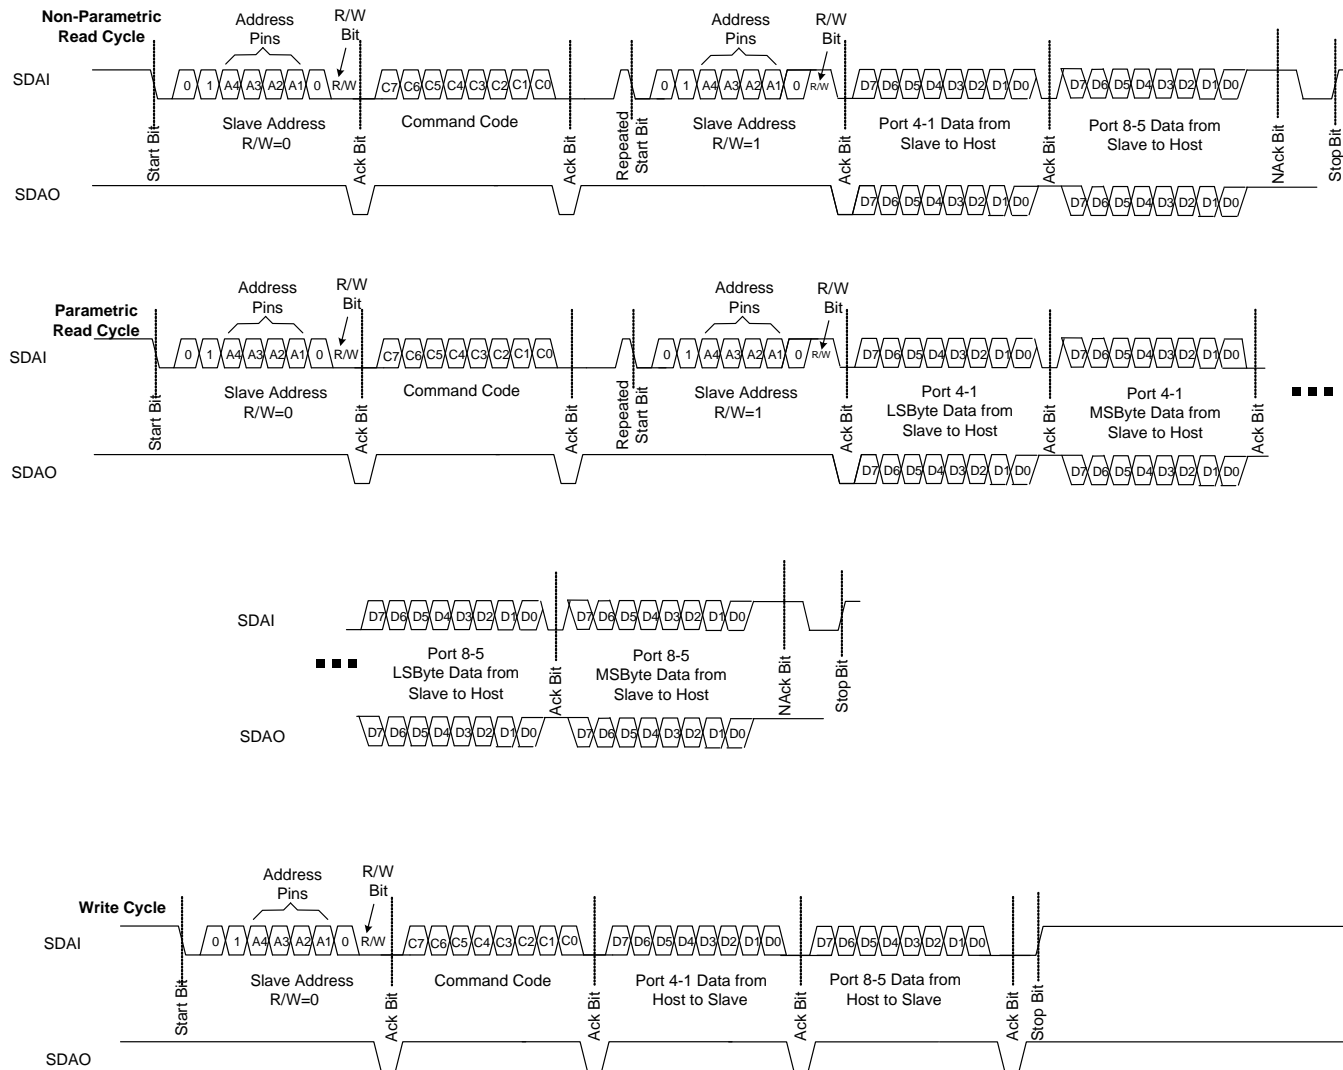 Non-Parametric
Read Cycle
Address
Pins
R/W
Bit
R/W
Bit
Address
Pins
R/W
Bit
SDAI
0 1 A4 A3 A2 A1 0 R/W C7 C6 C5 C4 C3 C2 C1 C0 0 1 A4 A3 A2 A1 0 R/W D7 D6 D5 D4 D3 D2 D1 D0 D7 D6 D5 D4 D3 D2 D1 D0
Start Bit
Slave Address
R/W=0
Ack Bit
Command Code
Ack Bit
Repeated
Start Bit
Slave Address
R/W=1
Ack Bit
Port 4-1 Data from
Slave to Host
Ack Bit
Port 8-5 Data from
Slave to Host
NAck Bit
Stop Bit
SDAO
D7 D6 D5 D4 D3 D2 D1 D0 D7 D6 D5 D4 D3 D2 D1 D0
Parametric
Read Cycle
Address
Pins
R/W
Bit
Address
Pins
R/W
Bit
SDAI
0 1 A4 A3 A2 A1 0 R/W C7 C6 C5 C4 C3 C2 C1 C0 0 1 A4 A3 A2 A1 0 R/W D7 D6 D5 D4 D3 D2 D1 D0 D7 D6 D5 D4 D3 D2 D1 D0
Start Bit
Slave Address
R/W=0
Ack Bit
Command Code
Ack Bit
Repeated
Start Bit
Slave Address
R/W=1
Ack Bit
Port 4-1
LSByte Data from
Slave to Host
Ack Bit
Port 4-1
MSByte Data from
Slave to Host
Ack Bit
SDAO
D7 D6 D5 D4 D3 D2 D1 D0 D7 D6 D5 D4 D3 D2 D1 D0
SDAI
D7 D6 D5 D4 D3 D2 D1 D0 D7 D6 D5 D4 D3 D2 D1 D0
Port 8-5
LSByte Data from
Slave to Host
Ack Bit
Port 8-5
MSByte Data from
Slave to Host
NAck Bit
Stop Bit
SDAO
D7 D6 D5 D4 D3 D2 D1 D0 D7 D6 D5 D4 D3 D2 D1 D0
Write Cycle
Address
Pins
R/W
Bit
SDAI
0 1 A4 A3 A2 A1 0 R/W C7 C6 C5 C4 C3 C2 C1 C0 D7 D6 D5 D4 D3 D2 D1 D0 D7 D6 D5 D4 D3 D2 D1 D0
Start Bit
Slave Address
R/W=0
Ack Bit
Command Code
Ack Bit
Port 4-1 Data from
Host to Slave
Ack Bit
Port 8-5 Data from
Host to Slave
Ack Bit
Stop Bit
SDAO